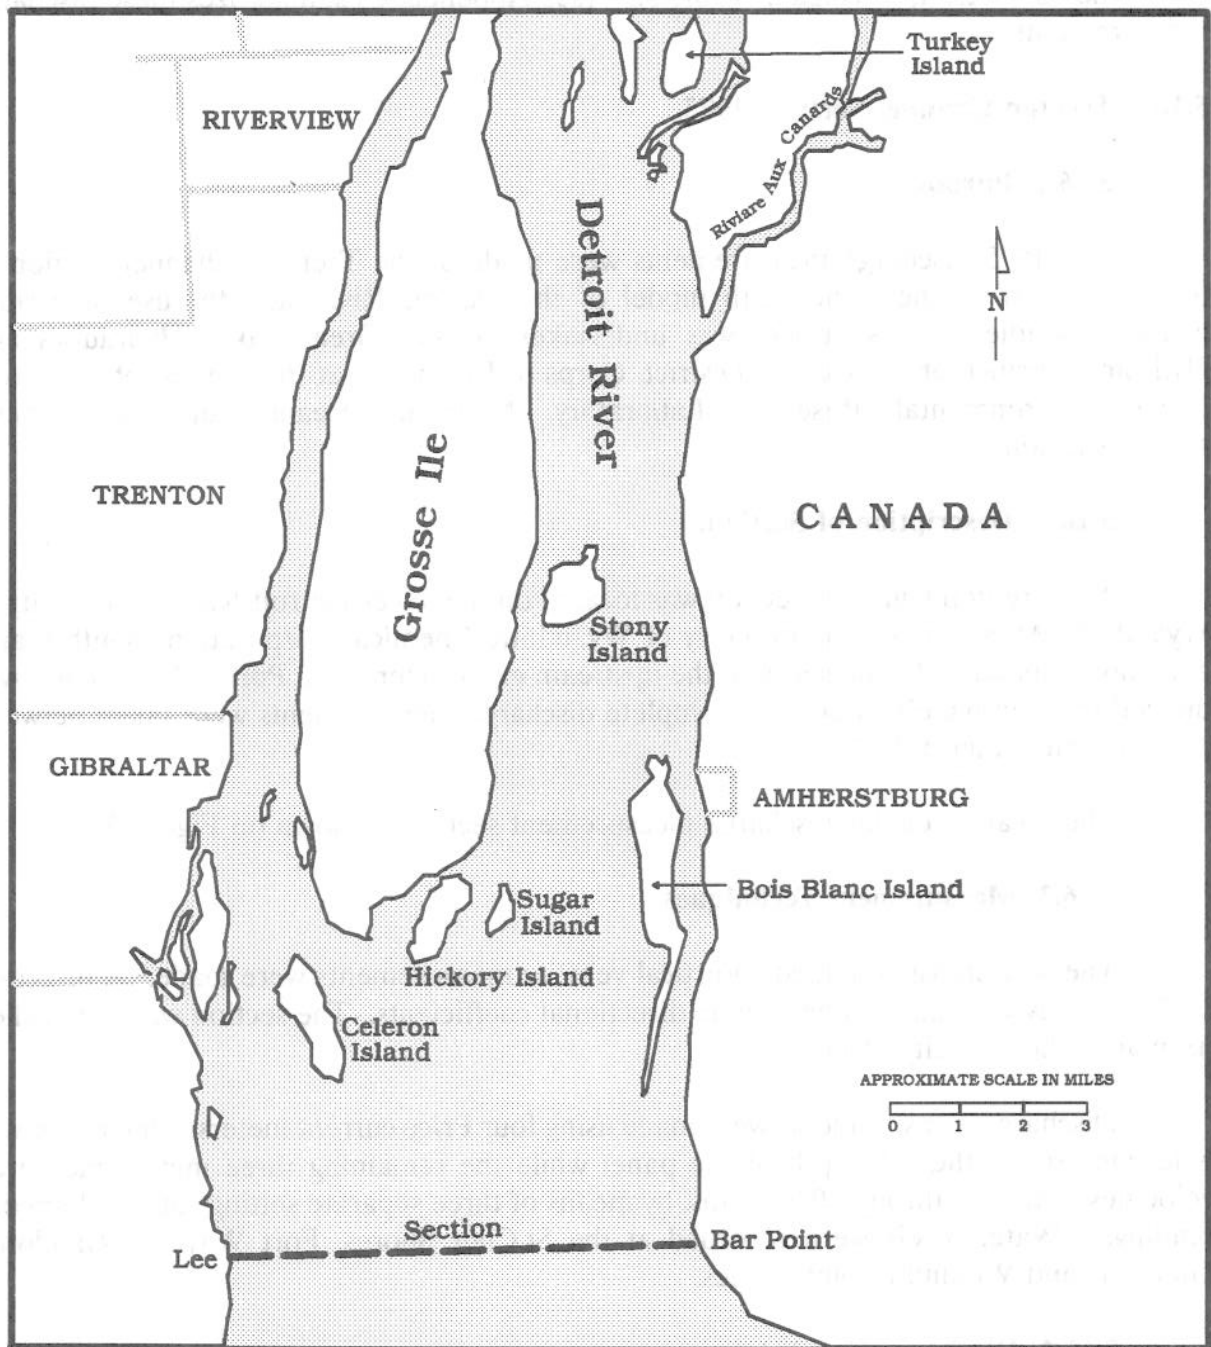 Turkey
Island
RIVERVIEW
Riviare Aux Canards
Detroit River
N
Grosse Ile
TRENTON
CANADA
Stony
Island
GIBRALTAR
AMHERSTBURG
Bois Blanc Island
Sugar
Island
Hickory Island
Celeron
Island
APPROXIMATE SCALE IN MILES
0 1 2 3
Section
Lee
Bar Point